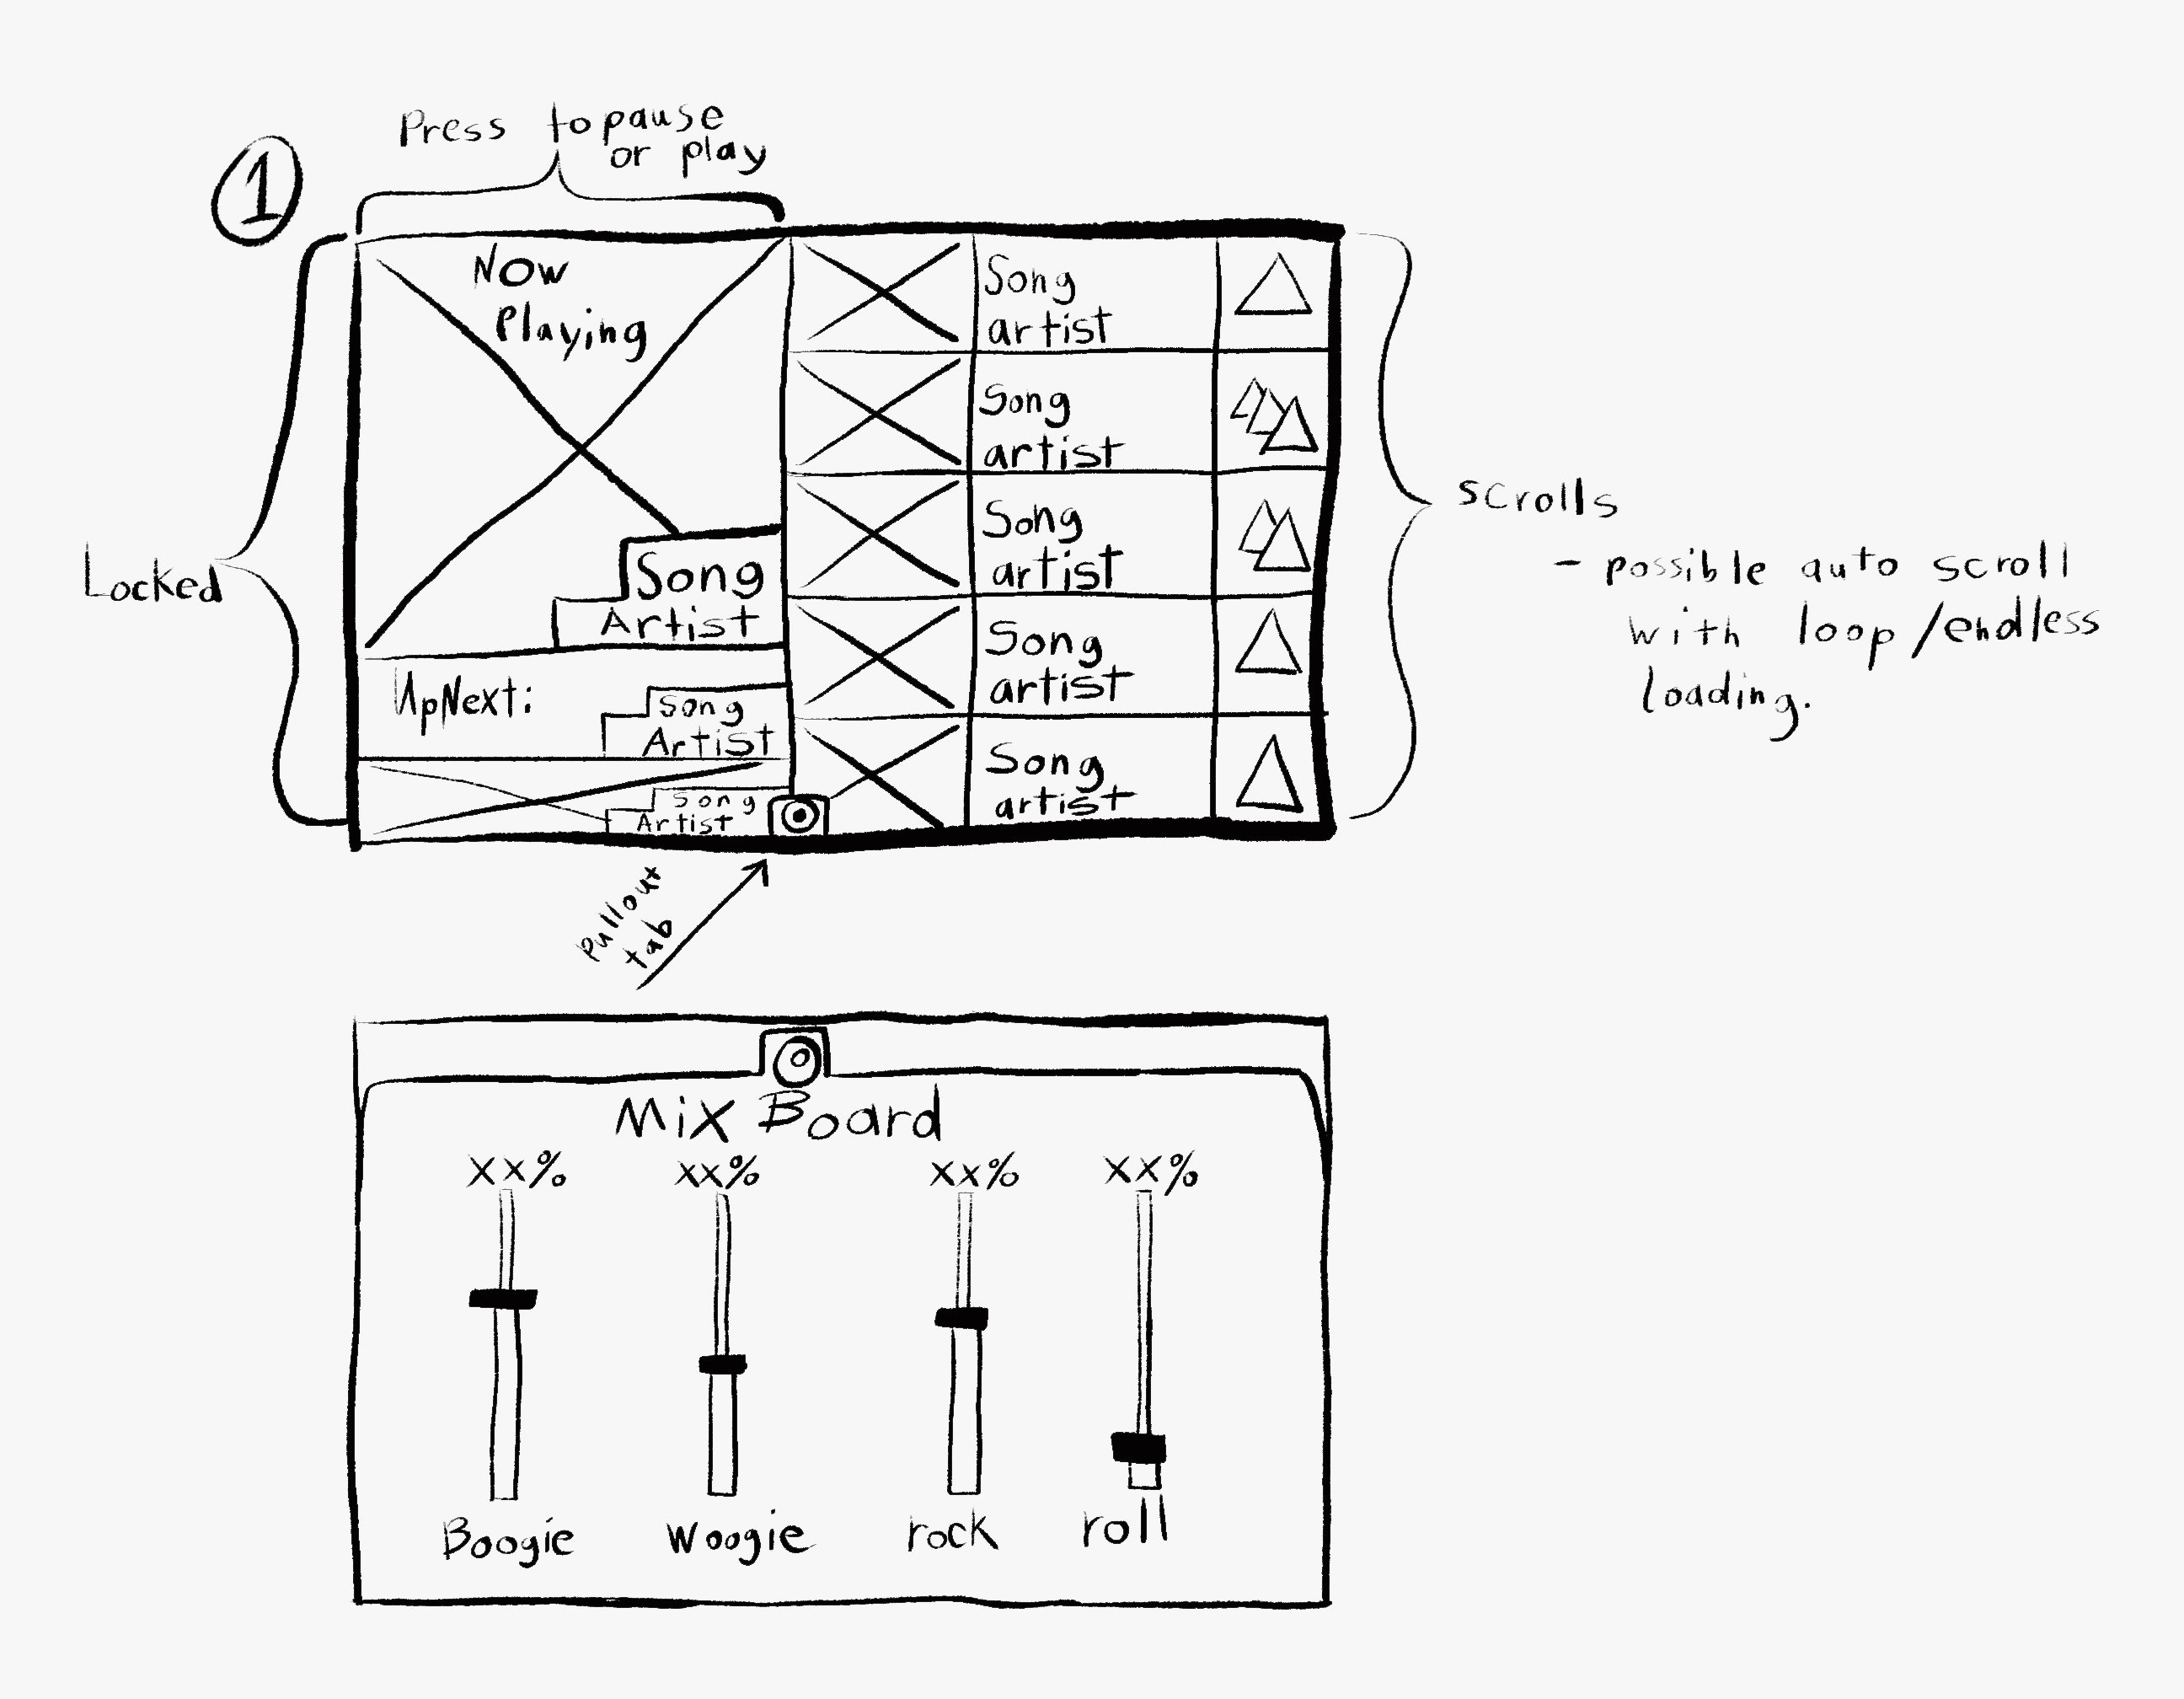 1
Press to pause
or play
Locked
Now
Playing
Song
Artist
UpNext:
Song
Artist
Song
Artist
Song
artist
Song
artist
Song
artist
Song
artist
Song
artist
scrolls
- possible auto scroll
with loop/endless
loading.
Pullout
tab
Mix Board
xx% xx% xx% xx%
Boogie Woogie rock roll